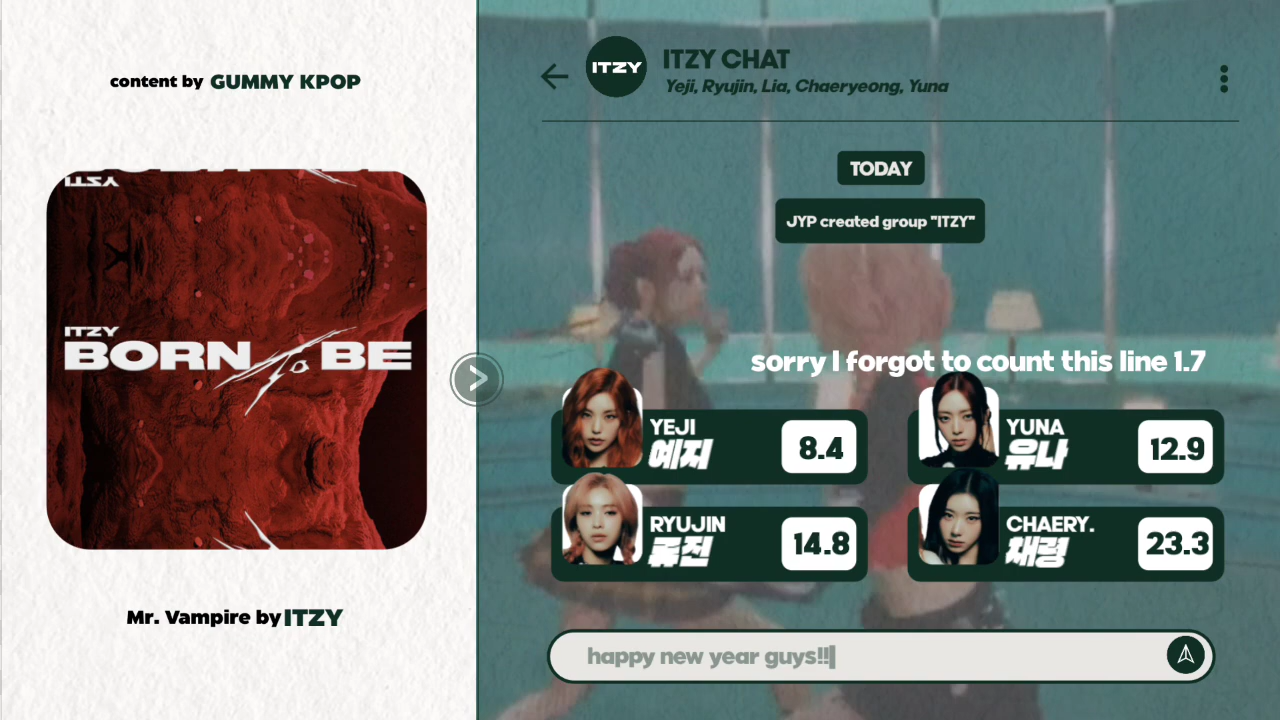 content by GUMMY KPOP
ITZY
ITZY
BORN To BE
Mr. Vampire by ITZY
ITZY
ITZY CHAT
Yeji, Ryujin, Lia, Chaeryeong, Yuna
TODAY
JYP created group "ITZY"
sorry I forgot to count this line 1.7
YEJI
예지
8.4
YUNA
유나
12.9
RYUJIN
류진
14.8
CHAERY.
채령
23.3
happy new year guys!!